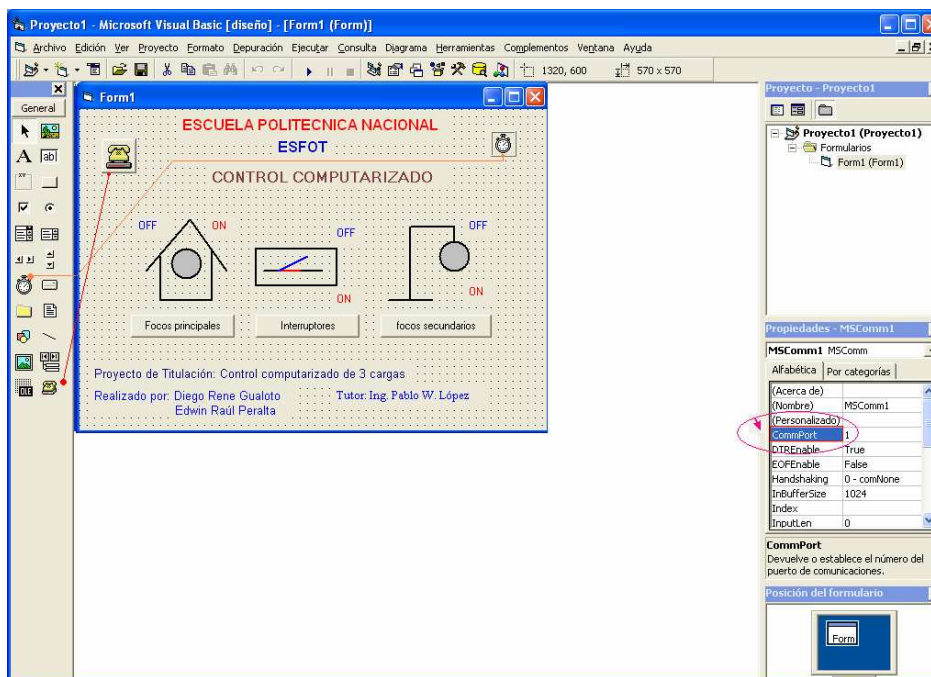 Proyecto1 - Microsoft Visual Basic [diseño] - [Form1 (Form)]
Archivo Edición Ver Proyecto Formato Depuración Ejecutar Consulta Diagrama Herramientas Complementos Ventana Ayuda
1320, 600 570 x 570
General
A ab
OLE
Form1
ESCUELA POLITECNICA NACIONAL
ESFOT
CONTROL COMPUTARIZADO
OFF ON OFF OFF
ON ON
Focos principales Interruptores focos secundarios
Proyecto de Titulación: Control computarizado de 3 cargas
Realizado por: Diego Rene Gualoto Tutor: Ing. Pablo W. López
Edwin Raúl Peralta
Proyecto - Proyecto1
Proyecto1 (Proyecto1)
Formularios
Form1 (Form1)
Propiedades - MSComm1
MSComm1 MSComm
Alfabética Por categorías
(Acerca de)
(Nombre) MSComm1
(Personalizado)
CommPort 1
DTREnable True
EOFEnable False
Handshaking 0 - comNone
InBufferSize 1024
Index
InputLen 0
CommPort
Devuelve o establece el número del
puerto de comunicaciones.
Posición del formulario
Form